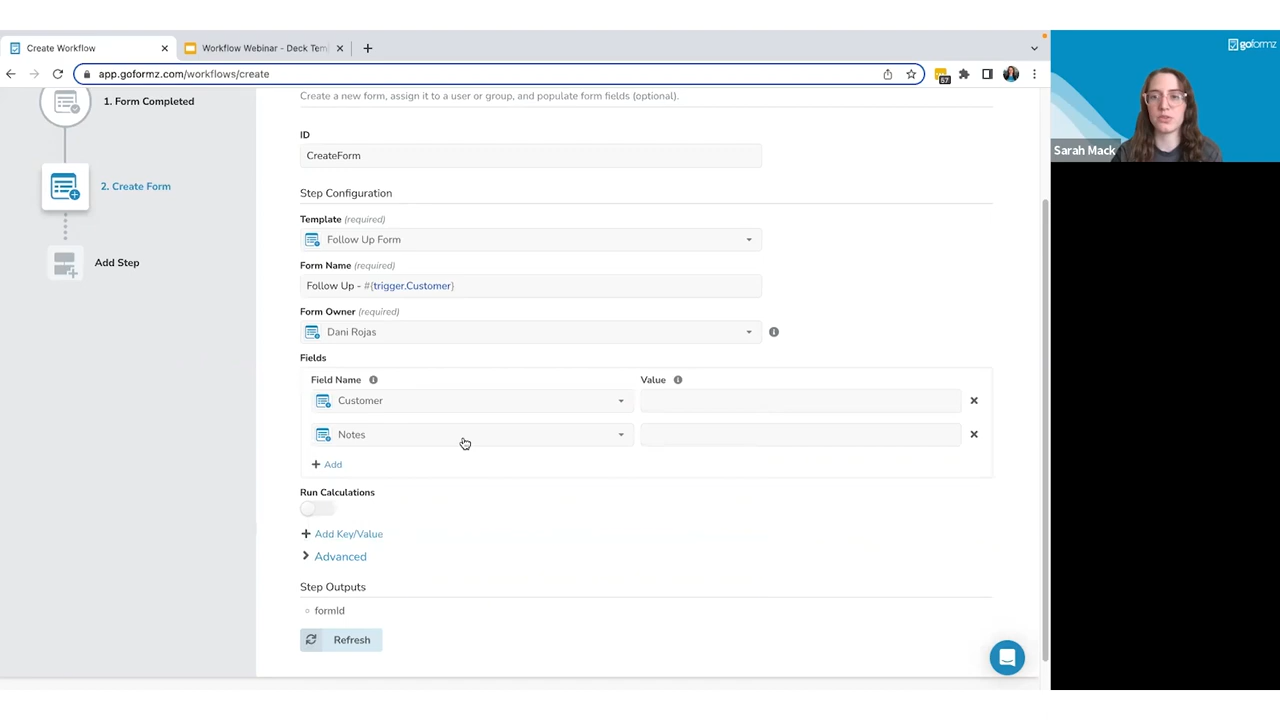 Create Workflow
Workflow Webinar - Deck Tem
app.goformz.com/workflows/create
57
goformz
Sarah Mack
1. Form Completed
2. Create Form
Add Step
Create a new form, assign it to a user or group, and populate form fields (optional).
ID
CreateForm
Step Configuration
Template (required)
Follow Up Form
Form Name (required)
Follow Up - #{trigger.Customer}
Form Owner (required)
Dani Rojas
Fields
Field Name
Value
Customer
Notes
Add
Run Calculations
Add Key/Value
Advanced
Step Outputs
formId
Refresh